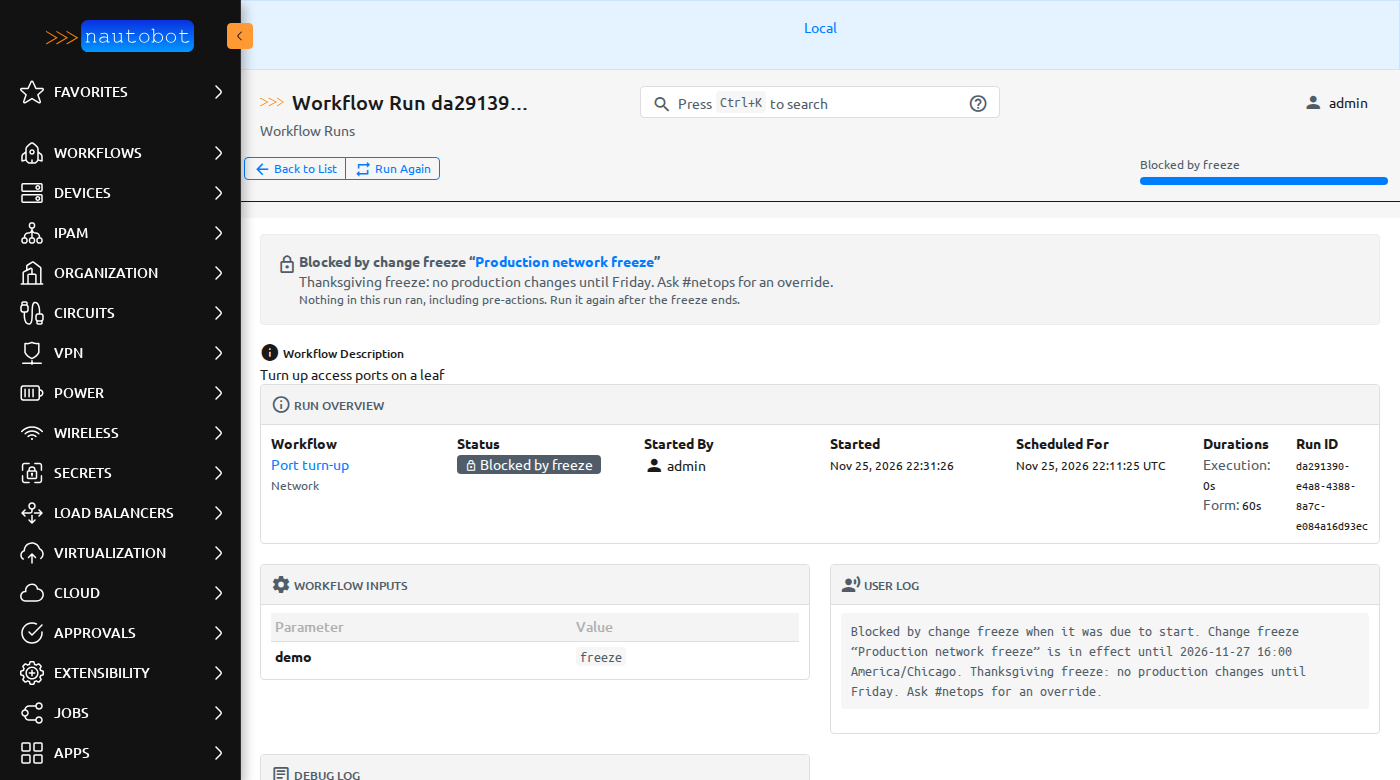 >>> nautobot
Local
FAVORITES
WORKFLOWS
DEVICES
IPAM
ORGANIZATION
CIRCUITS
VPN
POWER
WIRELESS
SECRETS
LOAD BALANCERS
VIRTUALIZATION
CLOUD
APPROVALS
EXTENSIBILITY
JOBS
APPS
>>> Workflow Run da29139...
Press Ctrl+K to search
admin
Workflow Runs
Back to List
Run Again
Blocked by freeze
Blocked by change freeze “Production network freeze”
Thanksgiving freeze: no production changes until Friday. Ask #netops for an override.
Nothing in this run ran, including pre-actions. Run it again after the freeze ends.
Workflow Description
Turn up access ports on a leaf
RUN OVERVIEW
Workflow
Port turn-up
Network
Status
Blocked by freeze
Started By
admin
Started
Nov 25, 2026 22:31:26
Scheduled For
Nov 25, 2026 22:11:25 UTC
Durations
Execution:
0s
Form: 60s
Run ID
da291390-
e4a8-4388-
8a7c-
e084a16d93ec
WORKFLOW INPUTS
Parameter Value
demo freeze
USER LOG
Blocked by change freeze when it was due to start. Change freeze
“Production network freeze” is in effect until 2026-11-27 16:00
America/Chicago. Thanksgiving freeze: no production changes until
Friday. Ask #netops for an override.
DEBUG LOG